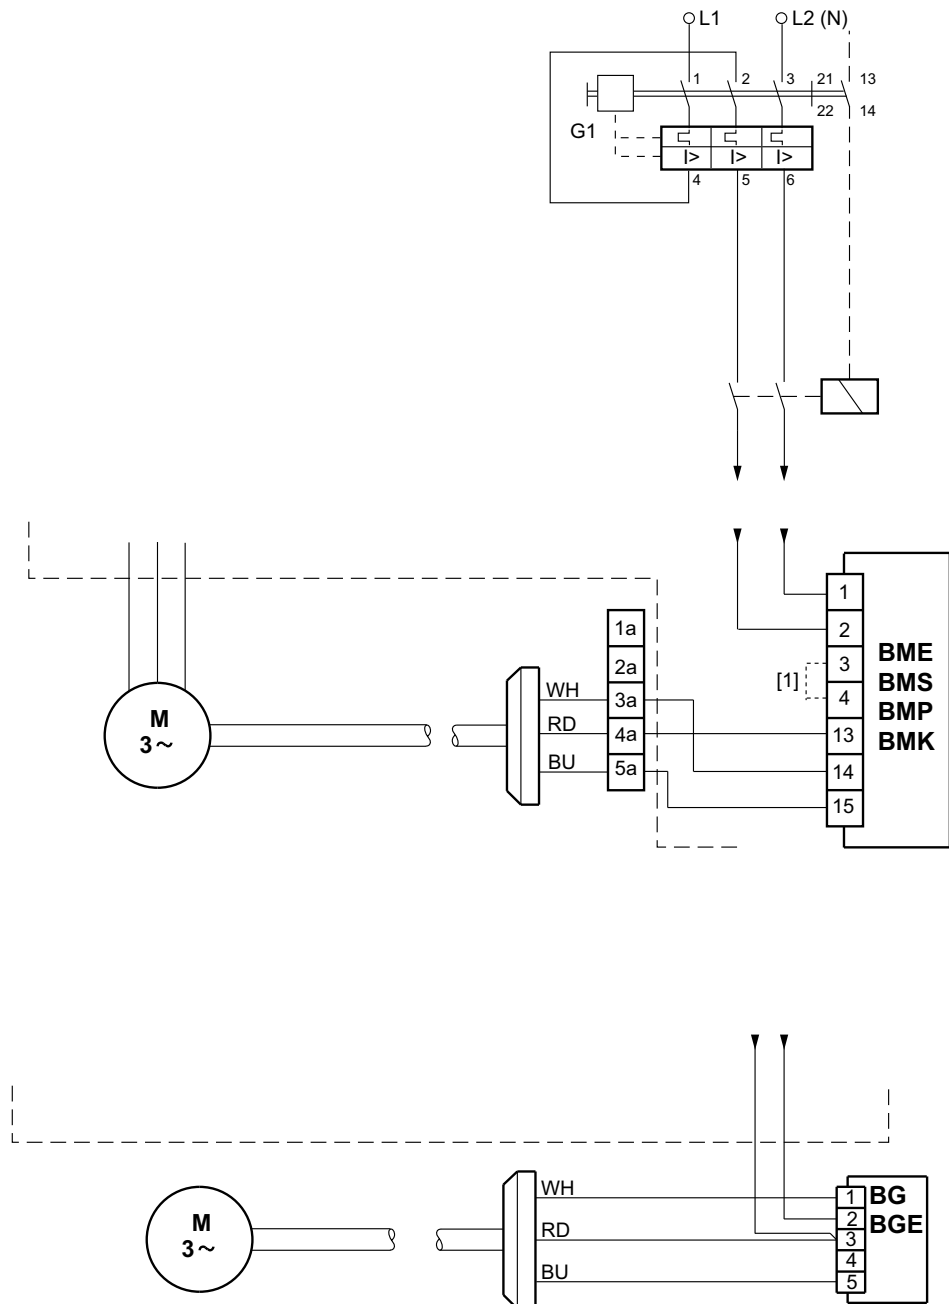 L1
L2 (N)
1
2
3
21
13
22
14
G1
I>
I>
I>
4
5
6
1
2
3
4
13
14
15
[1]
BME
BMS
BMP
BMK
1a
2a
3a
4a
5a
WH
RD
BU
M
3~
WH
RD
BU
1
2
3
4
5
BG
BGE
M
3~